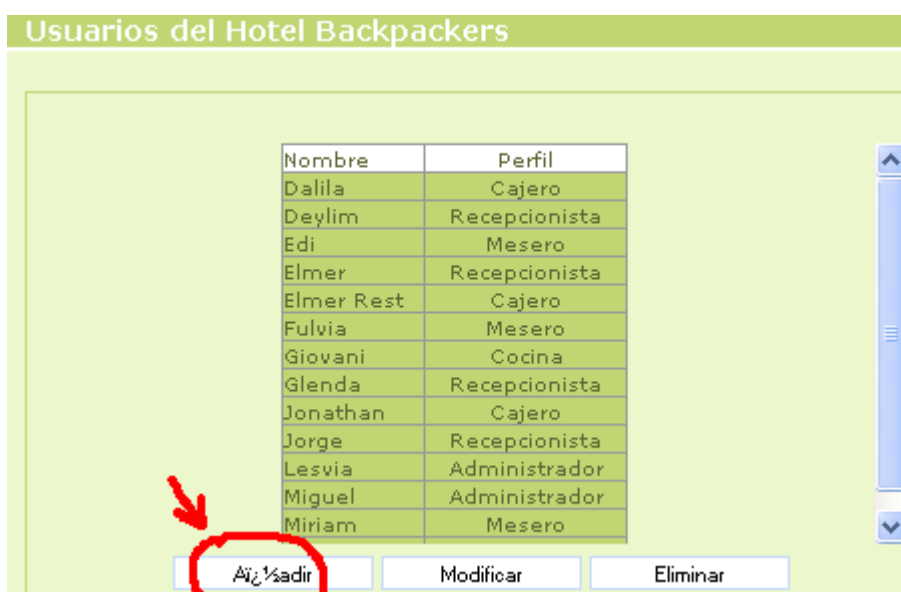 Usuarios del Hotel Backpackers
Nombre Perfil
Dalila Cajero
Deylim Recepcionista
Edi Mesero
Elmer Recepcionista
Elmer Rest Cajero
Fulvia Mesero
Giovani Cocina
Glenda Recepcionista
Jonathan Cajero
Jorge Recepcionista
Lesvia Administrador
Miguel Administrador
Miriam Mesero
Aï¿½adir Modificar Eliminar